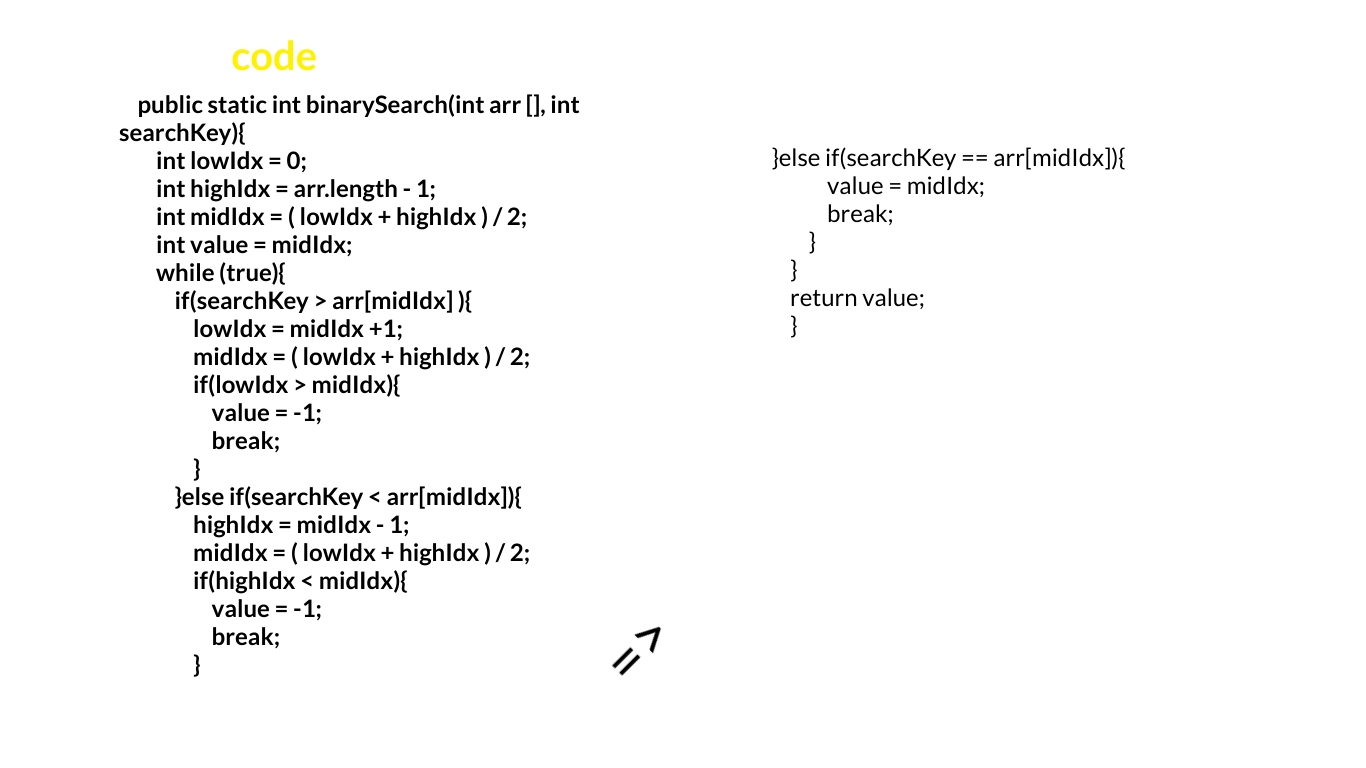 code
public static int binarySearch(int arr [], int
searchKey){
int lowIdx = 0;
int highIdx = arr.length - 1;
int midIdx = ( lowIdx + highIdx ) / 2;
int value = midIdx;
while (true){
if(searchKey > arr[midIdx] ){
lowIdx = midIdx +1;
midIdx = ( lowIdx + highIdx ) / 2;
if(lowIdx > midIdx){
value = -1;
break;
}
}else if(searchKey < arr[midIdx]){
highIdx = midIdx - 1;
midIdx = ( lowIdx + highIdx ) / 2;
if(highIdx < midIdx){
value = -1;
break;
}
=>
}else if(searchKey == arr[midIdx]){
value = midIdx;
break;
}
}
return value;
}